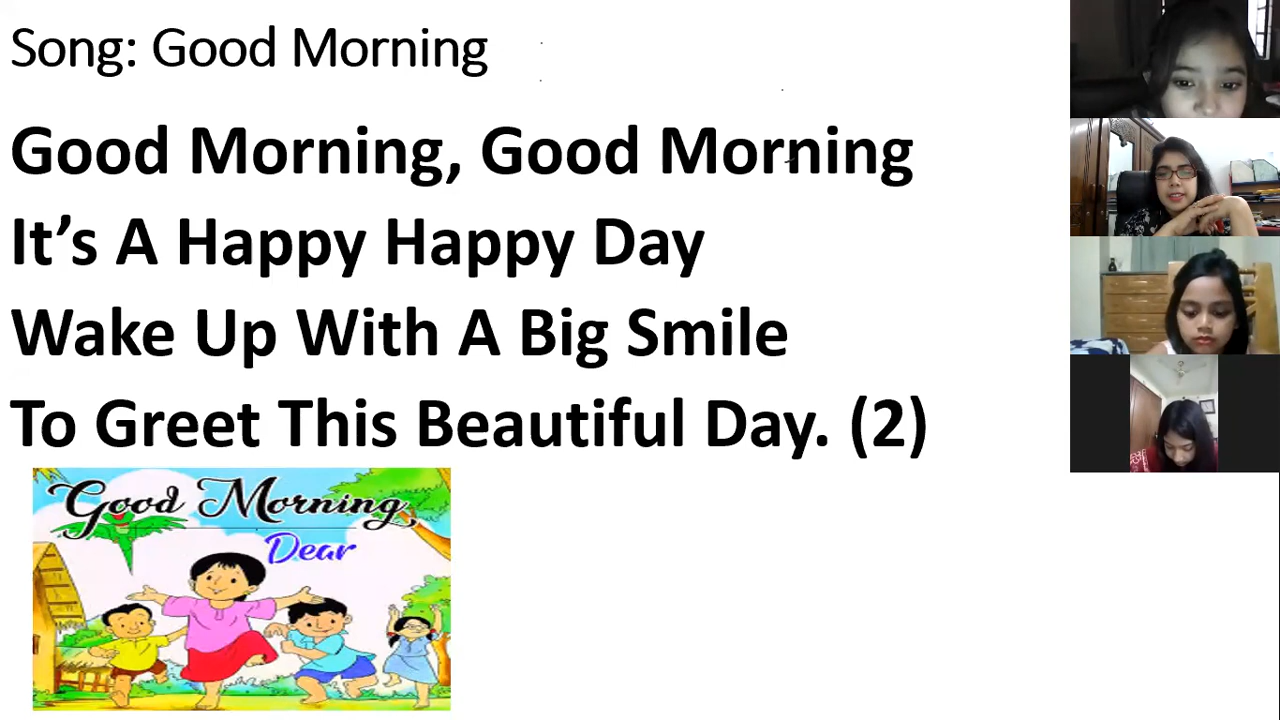 Song: Good Morning
Good Morning, Good Morning
It’s A Happy Happy Day
Wake Up With A Big Smile
To Greet This Beautiful Day. (2)
Good Morning,
Dear